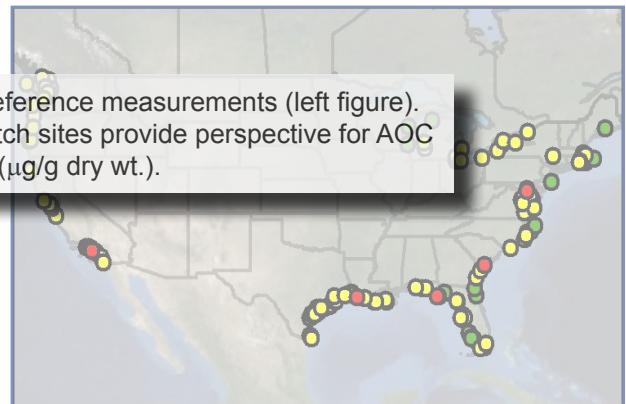 eference measurements (left figure).
tch sites provide perspective for AOC
(µg/g dry wt.).